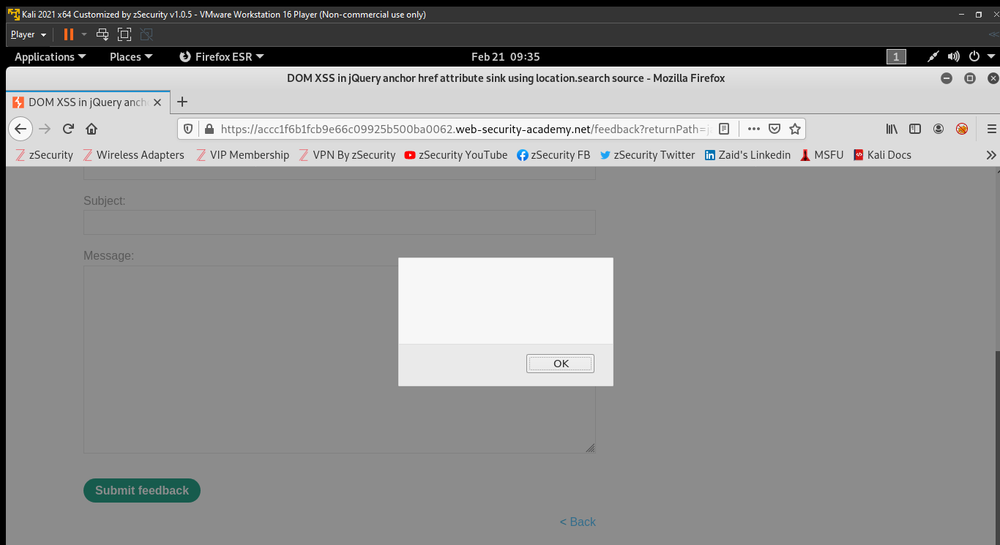 Kali 2021 x64 Customized by zSecurity v1.0.5 - VMware Workstation 16 Player (Non-commercial use only)
Player
Applications Places Firefox ESR Feb 21 09:35 1
DOM XSS in jQuery anchor href attribute sink using location.search source - Mozilla Firefox
DOM XSS in jQuery anch
https://accc1f6b1fcb9e66c09925b500ba0062.web-security-academy.net/feedback?returnPath=j
zSecurity Wireless Adapters VIP Membership VPN By zSecurity zSecurity YouTube zSecurity FB zSecurity Twitter Zaid's Linkedin MSFU Kali Docs
Subject:
Message:
OK
Submit feedback
< Back